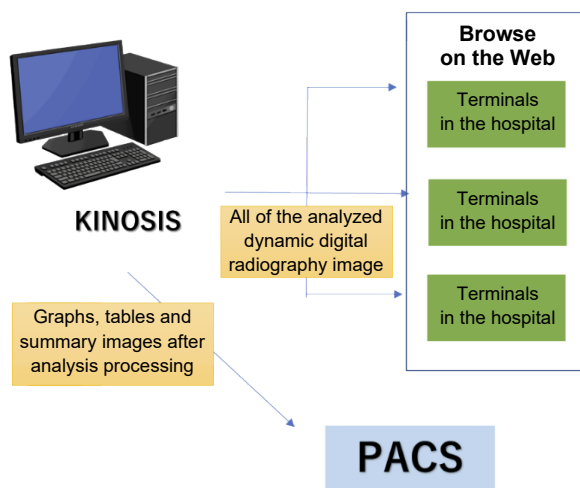 Browse
on the Web
Terminals
in the hospital
Terminals
in the hospital
Terminals
in the hospital
KINOSIS
All of the analyzed
dynamic digital
radiography image
Graphs, tables and
summary images after
analysis processing
PACS